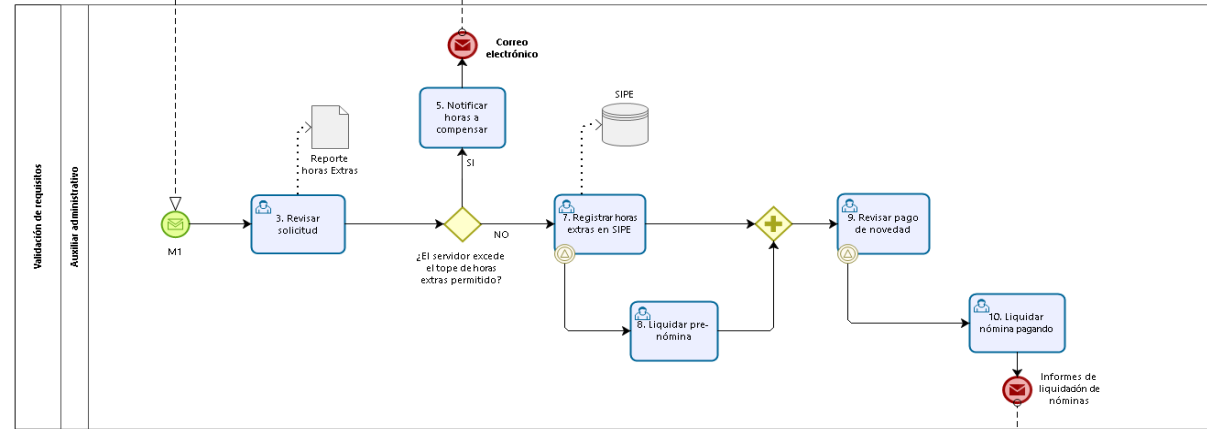 Validación de requisitos
Auxiliar administrativo
M1
3. Revisar
solicitud
Reporte
horas Extras
Correo
electrónico
5. Notificar
horas a
compensar
SI
NO
¿El servidor excede
el tope de horas
extras permitido?
SIPE
7. Registrar horas
extras en SIPE
8. Liquidar pre-
nómina
9. Revisar pago
de novedad
10. Liquidar
nómina pagando
Informes de
liquidación de
nóminas